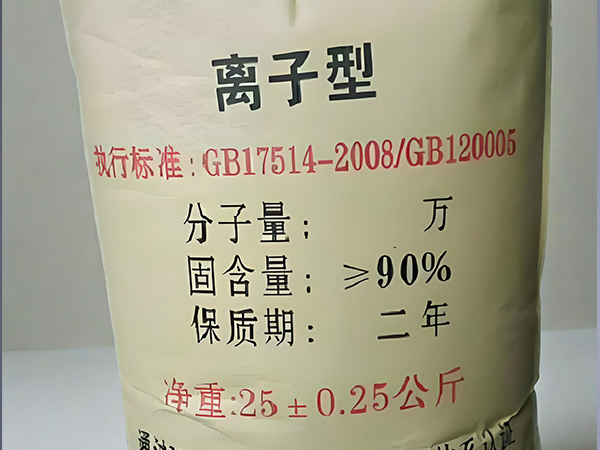 离子型
执行标准:GB17514-2008/GB120005
分子量: 万
固含量: ≥90%
保质期: 二年
净重:25±0.25公斤